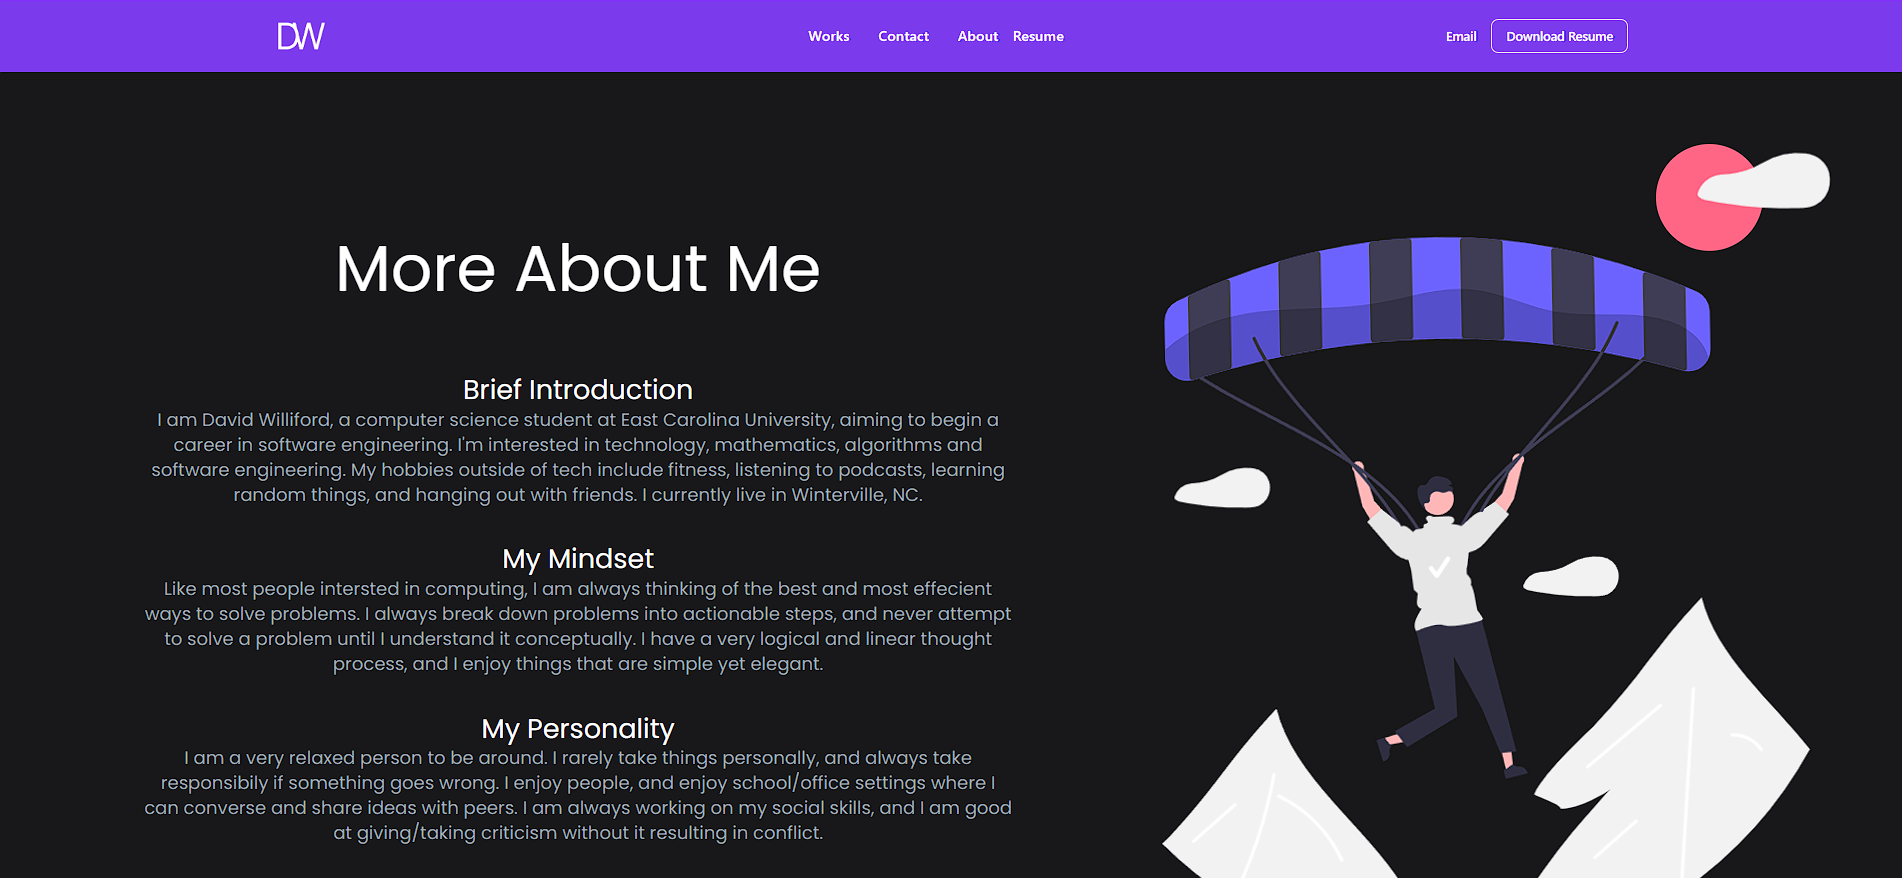 DW
Works Contact About Resume
Email Download Resume
More About Me
Brief Introduction
I am David Williford, a computer science student at East Carolina University, aiming to begin a
career in software engineering. I'm interested in technology, mathematics, algorithms and
software engineering. My hobbies outside of tech include fitness, listening to podcasts, learning
random things, and hanging out with friends. I currently live in Winterville, NC.
My Mindset
Like most people intersted in computing, I am always thinking of the best and most effecient
ways to solve problems. I always break down problems into actionable steps, and never attempt
to solve a problem until I understand it conceptually. I have a very logical and linear thought
process, and I enjoy things that are simple yet elegant.
My Personality
I am a very relaxed person to be around. I rarely take things personally, and always take
responsibily if something goes wrong. I enjoy people, and enjoy school/office settings where I
can converse and share ideas with peers. I am always working on my social skills, and I am good
at giving/taking criticism without it resulting in conflict.